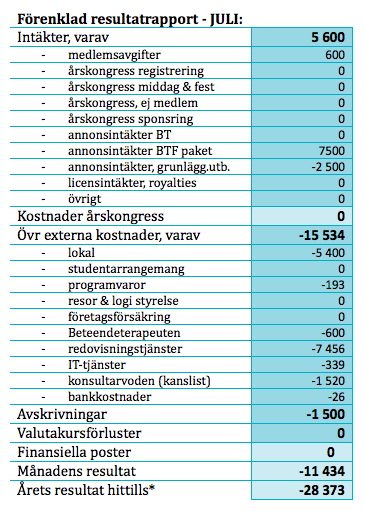 Förenklad resultatrapport - JULI:
Intäkter, varav 5 600
- medlemsavgifter 600
- årskongress registrering 0
- årskongress middag & fest 0
- årskongress, ej medlem 0
- årskongress sponsring 0
- annonsintäkter BT 0
- annonsintäkter BTF paket 7500
- annonsintäkter, grunlägg.utb. -2 500
- licensintäkter, royalties 0
- övrigt 0
Kostnader årskongress 0
Övr externa kostnader, varav -15 534
- lokal -5 400
- studentarrangemang 0
- programvaror -193
- resor & logi styrelse 0
- företagsförsäkring 0
- Beteendeterapeuten -600
- redovisningstjänster -7 456
- IT-tjänster -339
- konsultarvoden (kanslist) -1 520
- bankkostnader -26
Avskrivningar -1 500
Valutakursförluster 0
Finansiella poster 0
Månadens resultat -11 434
Årets resultat hittills* -28 373